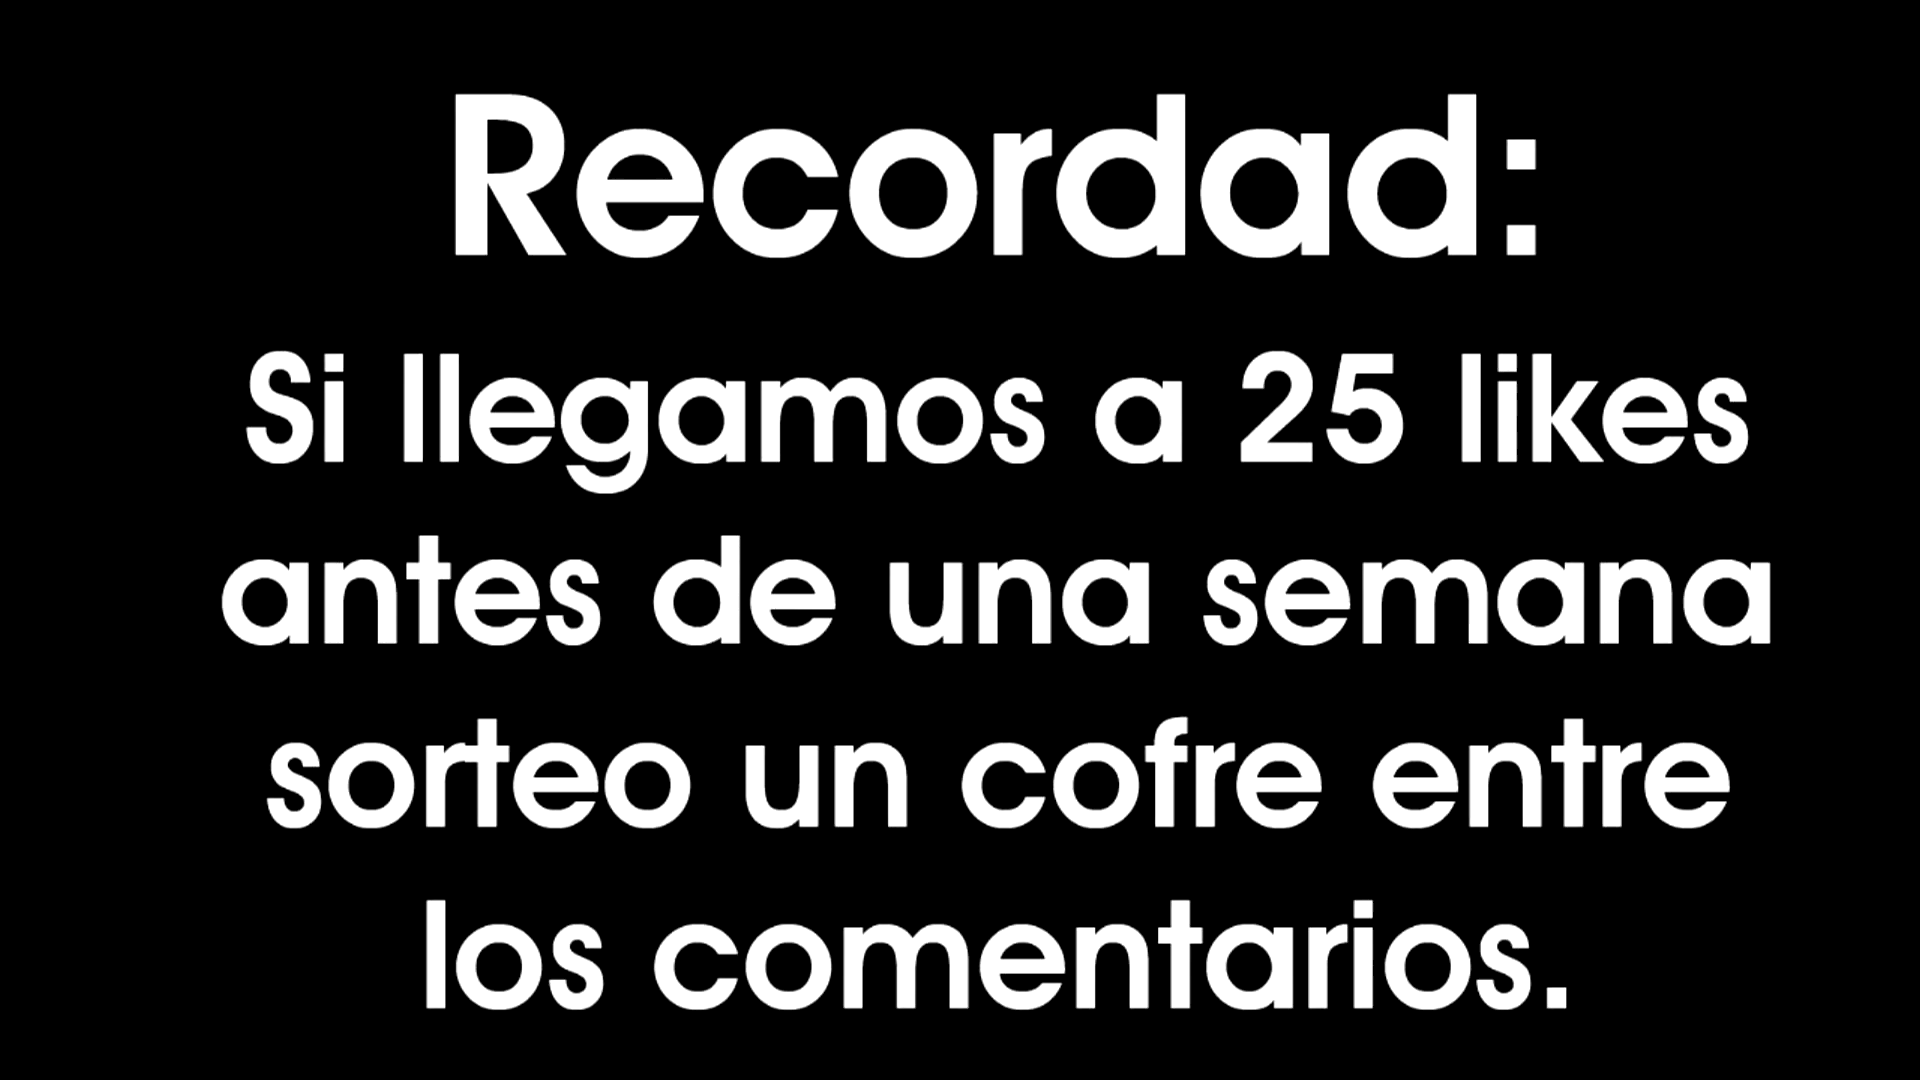 Recordad:
Si llegamos a 25 likes
antes de una semana
sorteo un cofre entre
los comentarios.